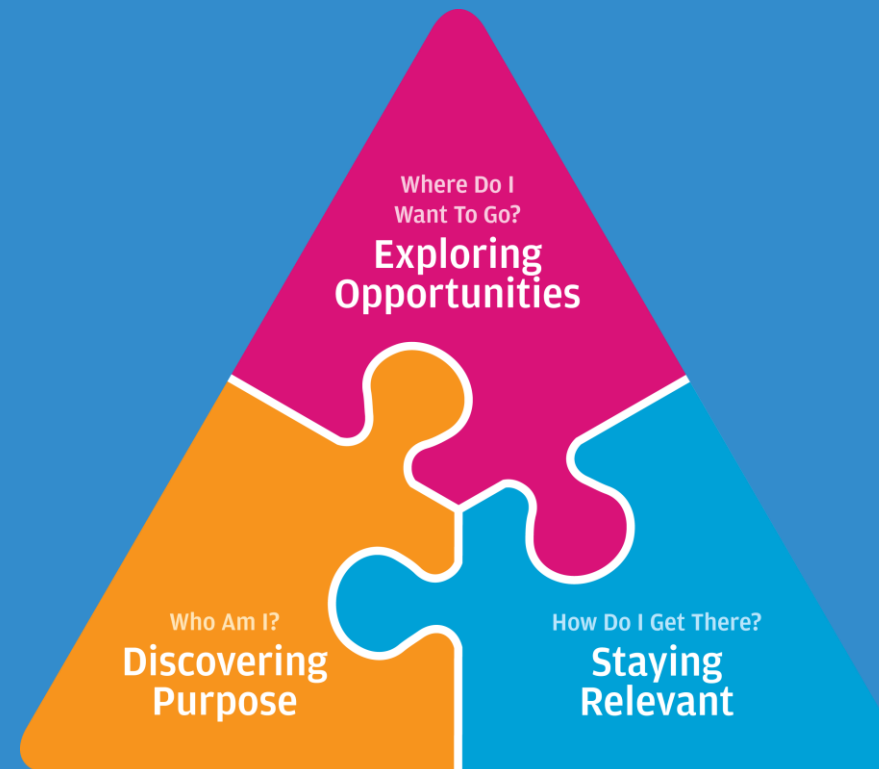 Where Do I
Want To Go?
Exploring
Opportunities
Who Am I?
Discovering
Purpose
How Do I Get There?
Staying
Relevant